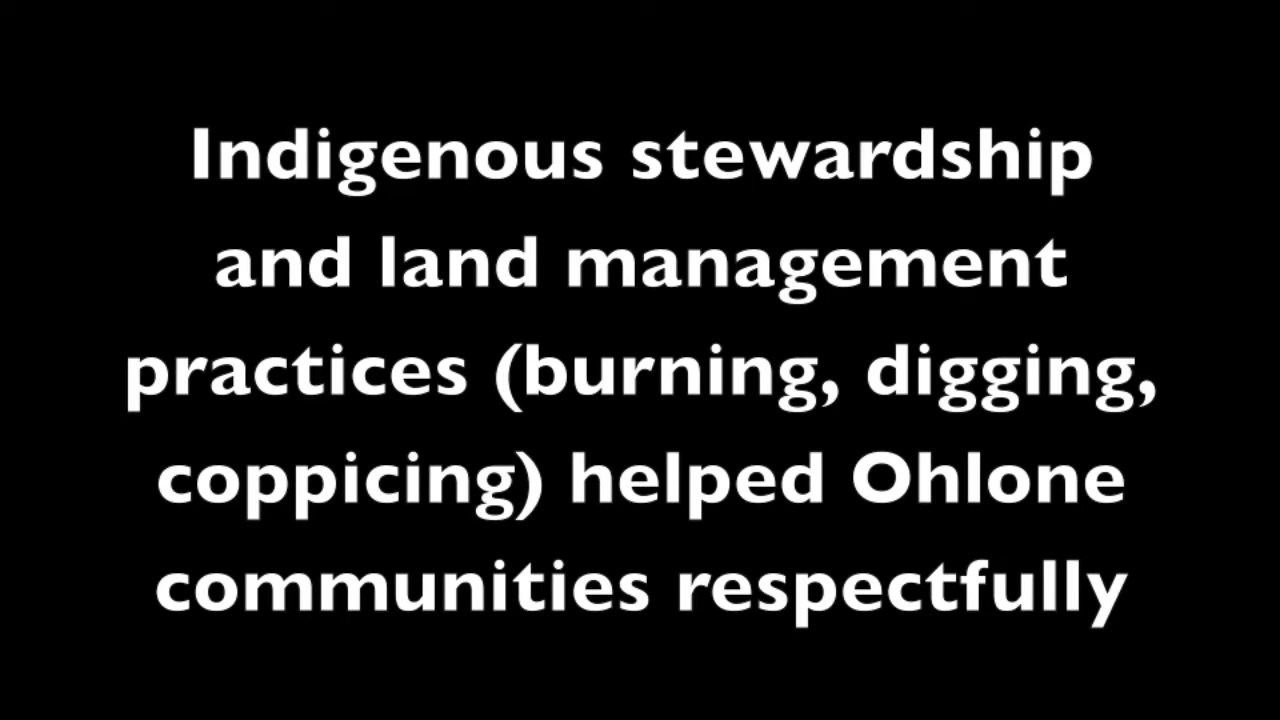 Indigenous stewardship
and land management
practices (burning, digging,
coppicing) helped Ohlone
communities respectfully